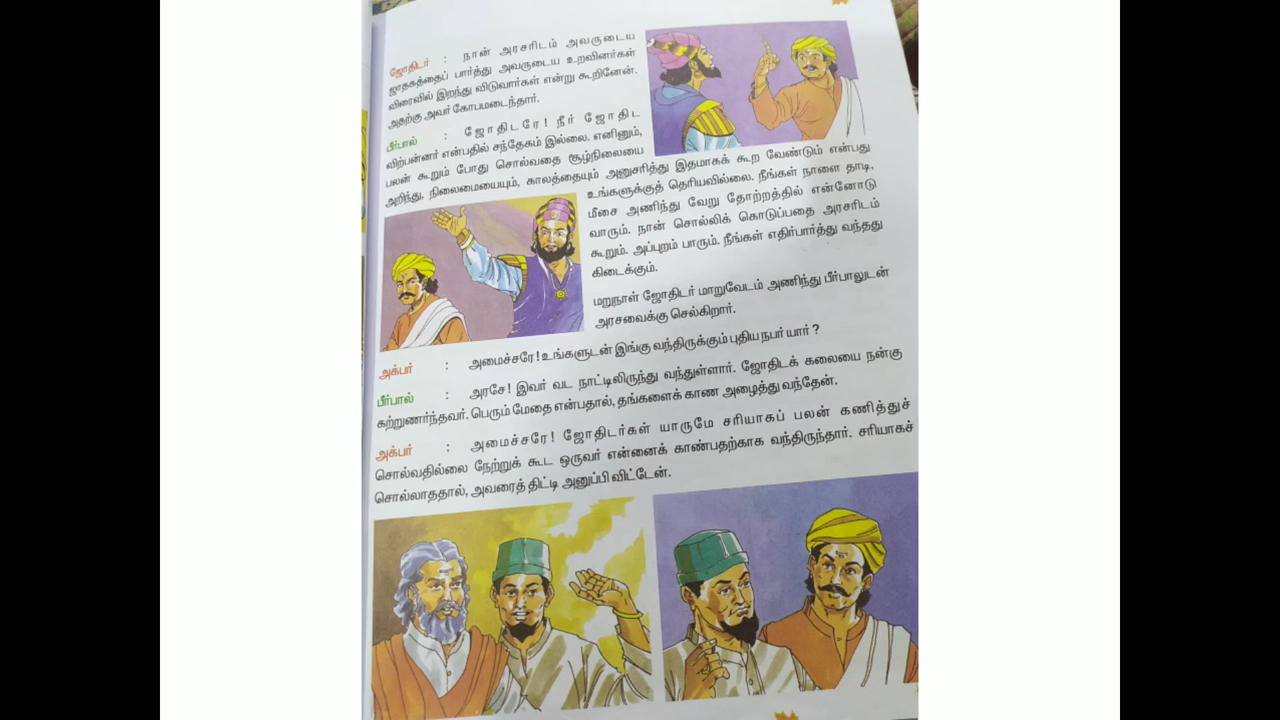 ஜோதிடர் : நான் அரசரிடம் அவருடைய
ஜாதகத்தைப் பார்த்து அவருடைய உறவினர்கள்
விரைவில் இறந்து விடுவார்கள் என்று கூறினேன்.
அதற்கு அவர் கோபமடைந்தார்.
பீர்பால் : ஜோதிடரே! நீர் ஜோதிட
விற்பன்னர் என்பதில் சந்தேகம் இல்லை. எனினும்,
பலன் கூறும் போது சொல்வதை சூழ்நிலையை
அறிந்து, நிலைமையையும், காலத்தையும் அனுசரித்து இதமாகக் கூற வேண்டும் என்பது
உங்களுக்குத் தெரியவில்லை. நீங்கள் நாளை தாடி,
மீசை அணிந்து வேறு தோற்றத்தில் என்னோடு
வாரும். நான் சொல்லிக் கொடுப்பதை அரசரிடம்
கூறும். அப்புறம் பாரும். நீங்கள் எதிர்பார்த்து வந்தது
கிடைக்கும்.
மறுநாள் ஜோதிடர் மாறுவேடம் அணிந்து பீர்பாலுடன்
அரசவைக்கு செல்கிறார்.
அக்பர் : அமைச்சரே! உங்களுடன் இங்கு வந்திருக்கும் புதிய நபர் யார் ?
பீர்பால் : அரசே! இவர் வட நாட்டிலிருந்து வந்துள்ளார். ஜோதிடக் கலையை நன்கு
கற்றுணர்ந்தவர். பெரும் மேதை என்பதால், தங்களைக் காண அழைத்து வந்தேன்.
அக்பர் : அமைச்சரே! ஜோதிடர்கள் யாருமே சரியாகப் பலன் கணித்துச்
சொல்வதில்லை நேற்றுக் கூட ஒருவர் என்னைக் காண்பதற்காக வந்திருந்தார். சரியாகச்
சொல்லாததால், அவரைத் திட்டி அனுப்பி விட்டேன்.